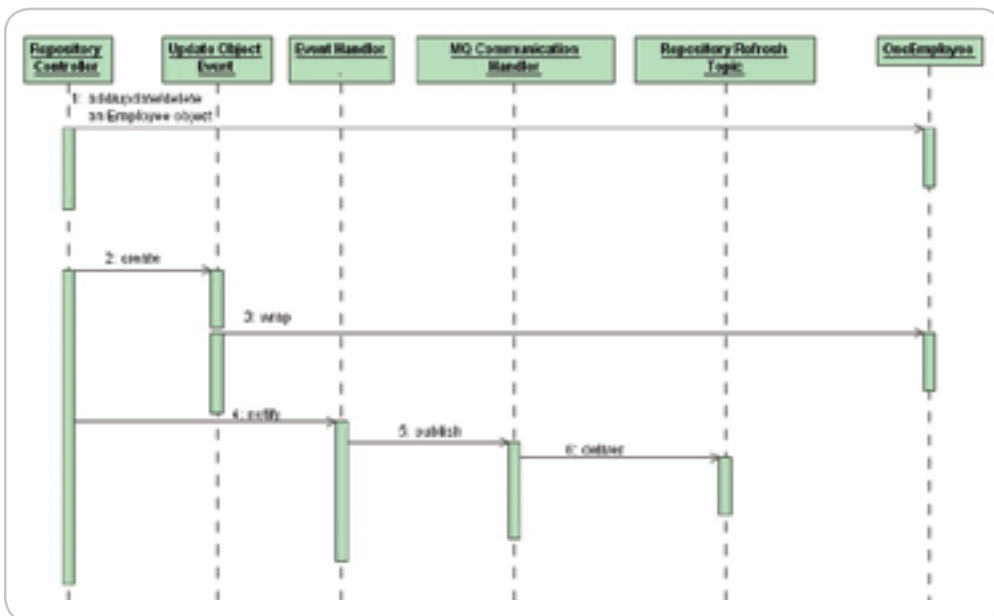 Repository
Controller
Update Object
Event
Event Handler
MQ Communication
Handler
Repository Refresh
Topic
OneEmployee
1: add/update/delete
an Employee object
2: create
3: wrap
4: notify
5: publish
6: deliver